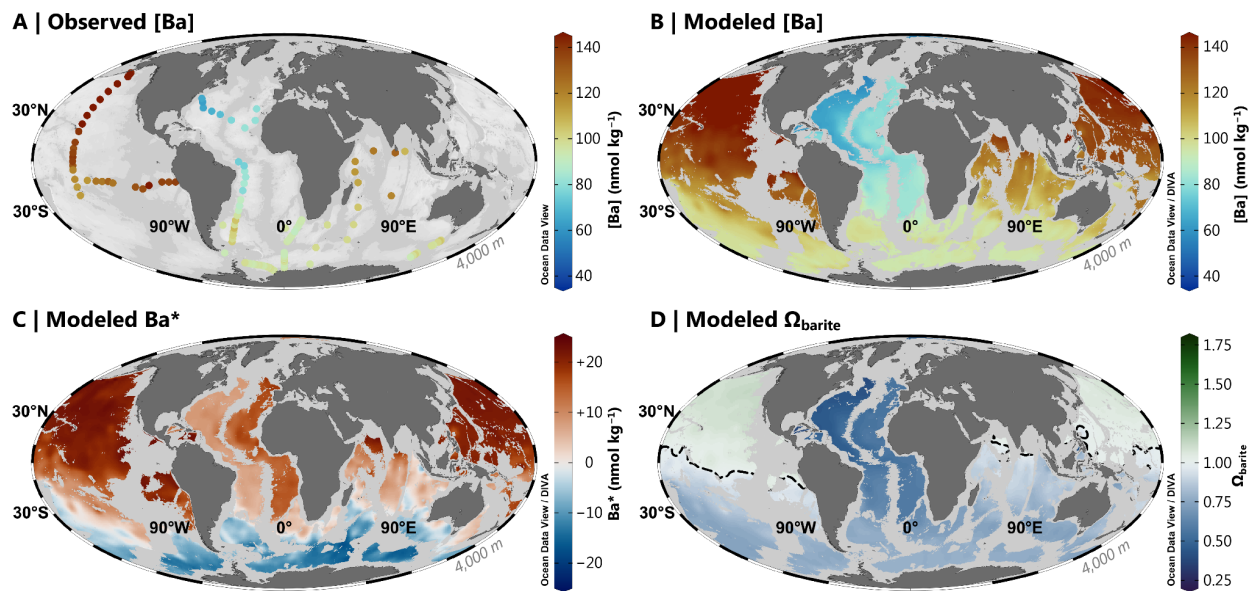 A | Observed [Ba]
30°N
30°S
90°W
0°
90°E
4,000 m
140
120
100
80
60
40
[Ba] (nmol kg⁻¹)
Ocean Data View
B | Modeled [Ba]
30°N
30°S
90°W
0°
90°E
4,000 m
140
120
100
80
60
40
[Ba] (nmol kg⁻¹)
Ocean Data View / DIVA
C | Modeled Ba*
30°N
30°S
90°W
0°
90°E
4,000 m
+20
+10
0
−10
−20
Ba* (nmol kg⁻¹)
Ocean Data View / DIVA
D | Modeled Ωbarite
30°N
30°S
90°W
0°
90°E
4,000 m
1.75
1.50
1.25
1.00
0.75
0.50
0.25
Ωbarite
Ocean Data View / DIVA